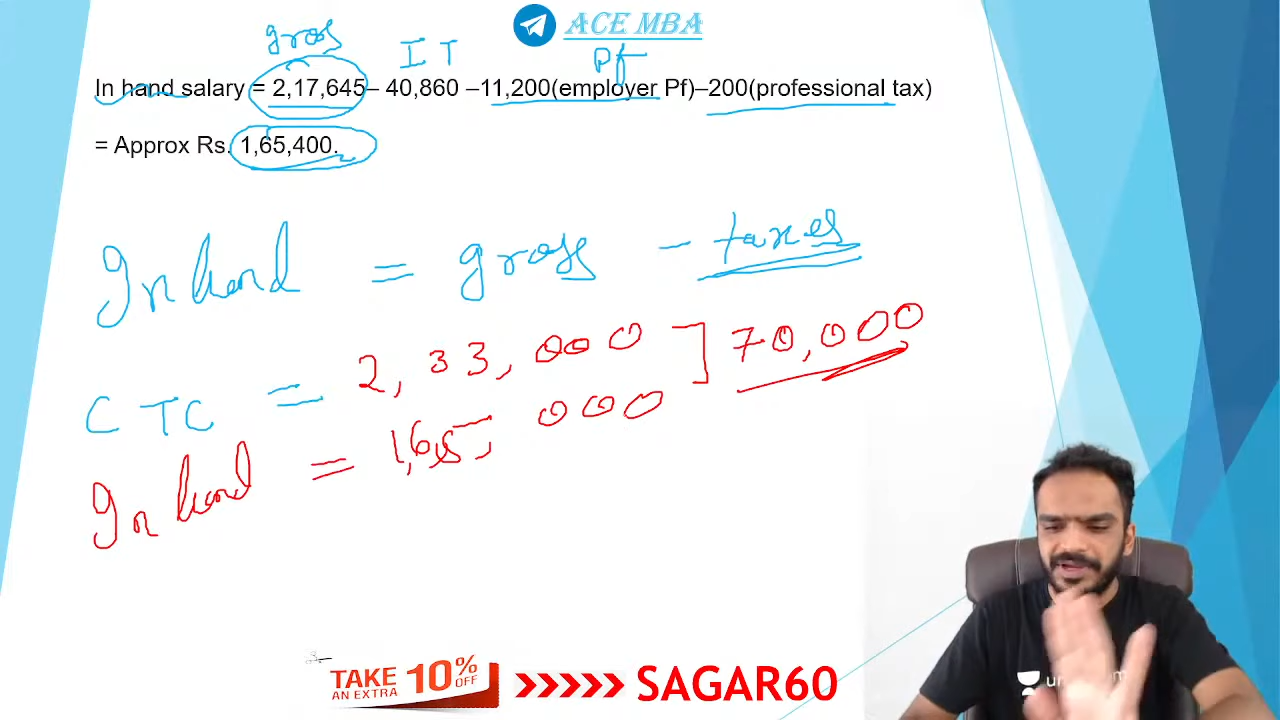 ACE MBA
gross
IT
Pf
In hand salary = 2,17,645– 40,860 –11,200(employer Pf)–200(professional tax)
= Approx Rs. 1,65,400.
In hand = gross - taxes
CTC = 2,33,000 ] 70,000
In hand = 1,65,000
TAKE 10% OFF
AN EXTRA
>>>>> SAGAR60